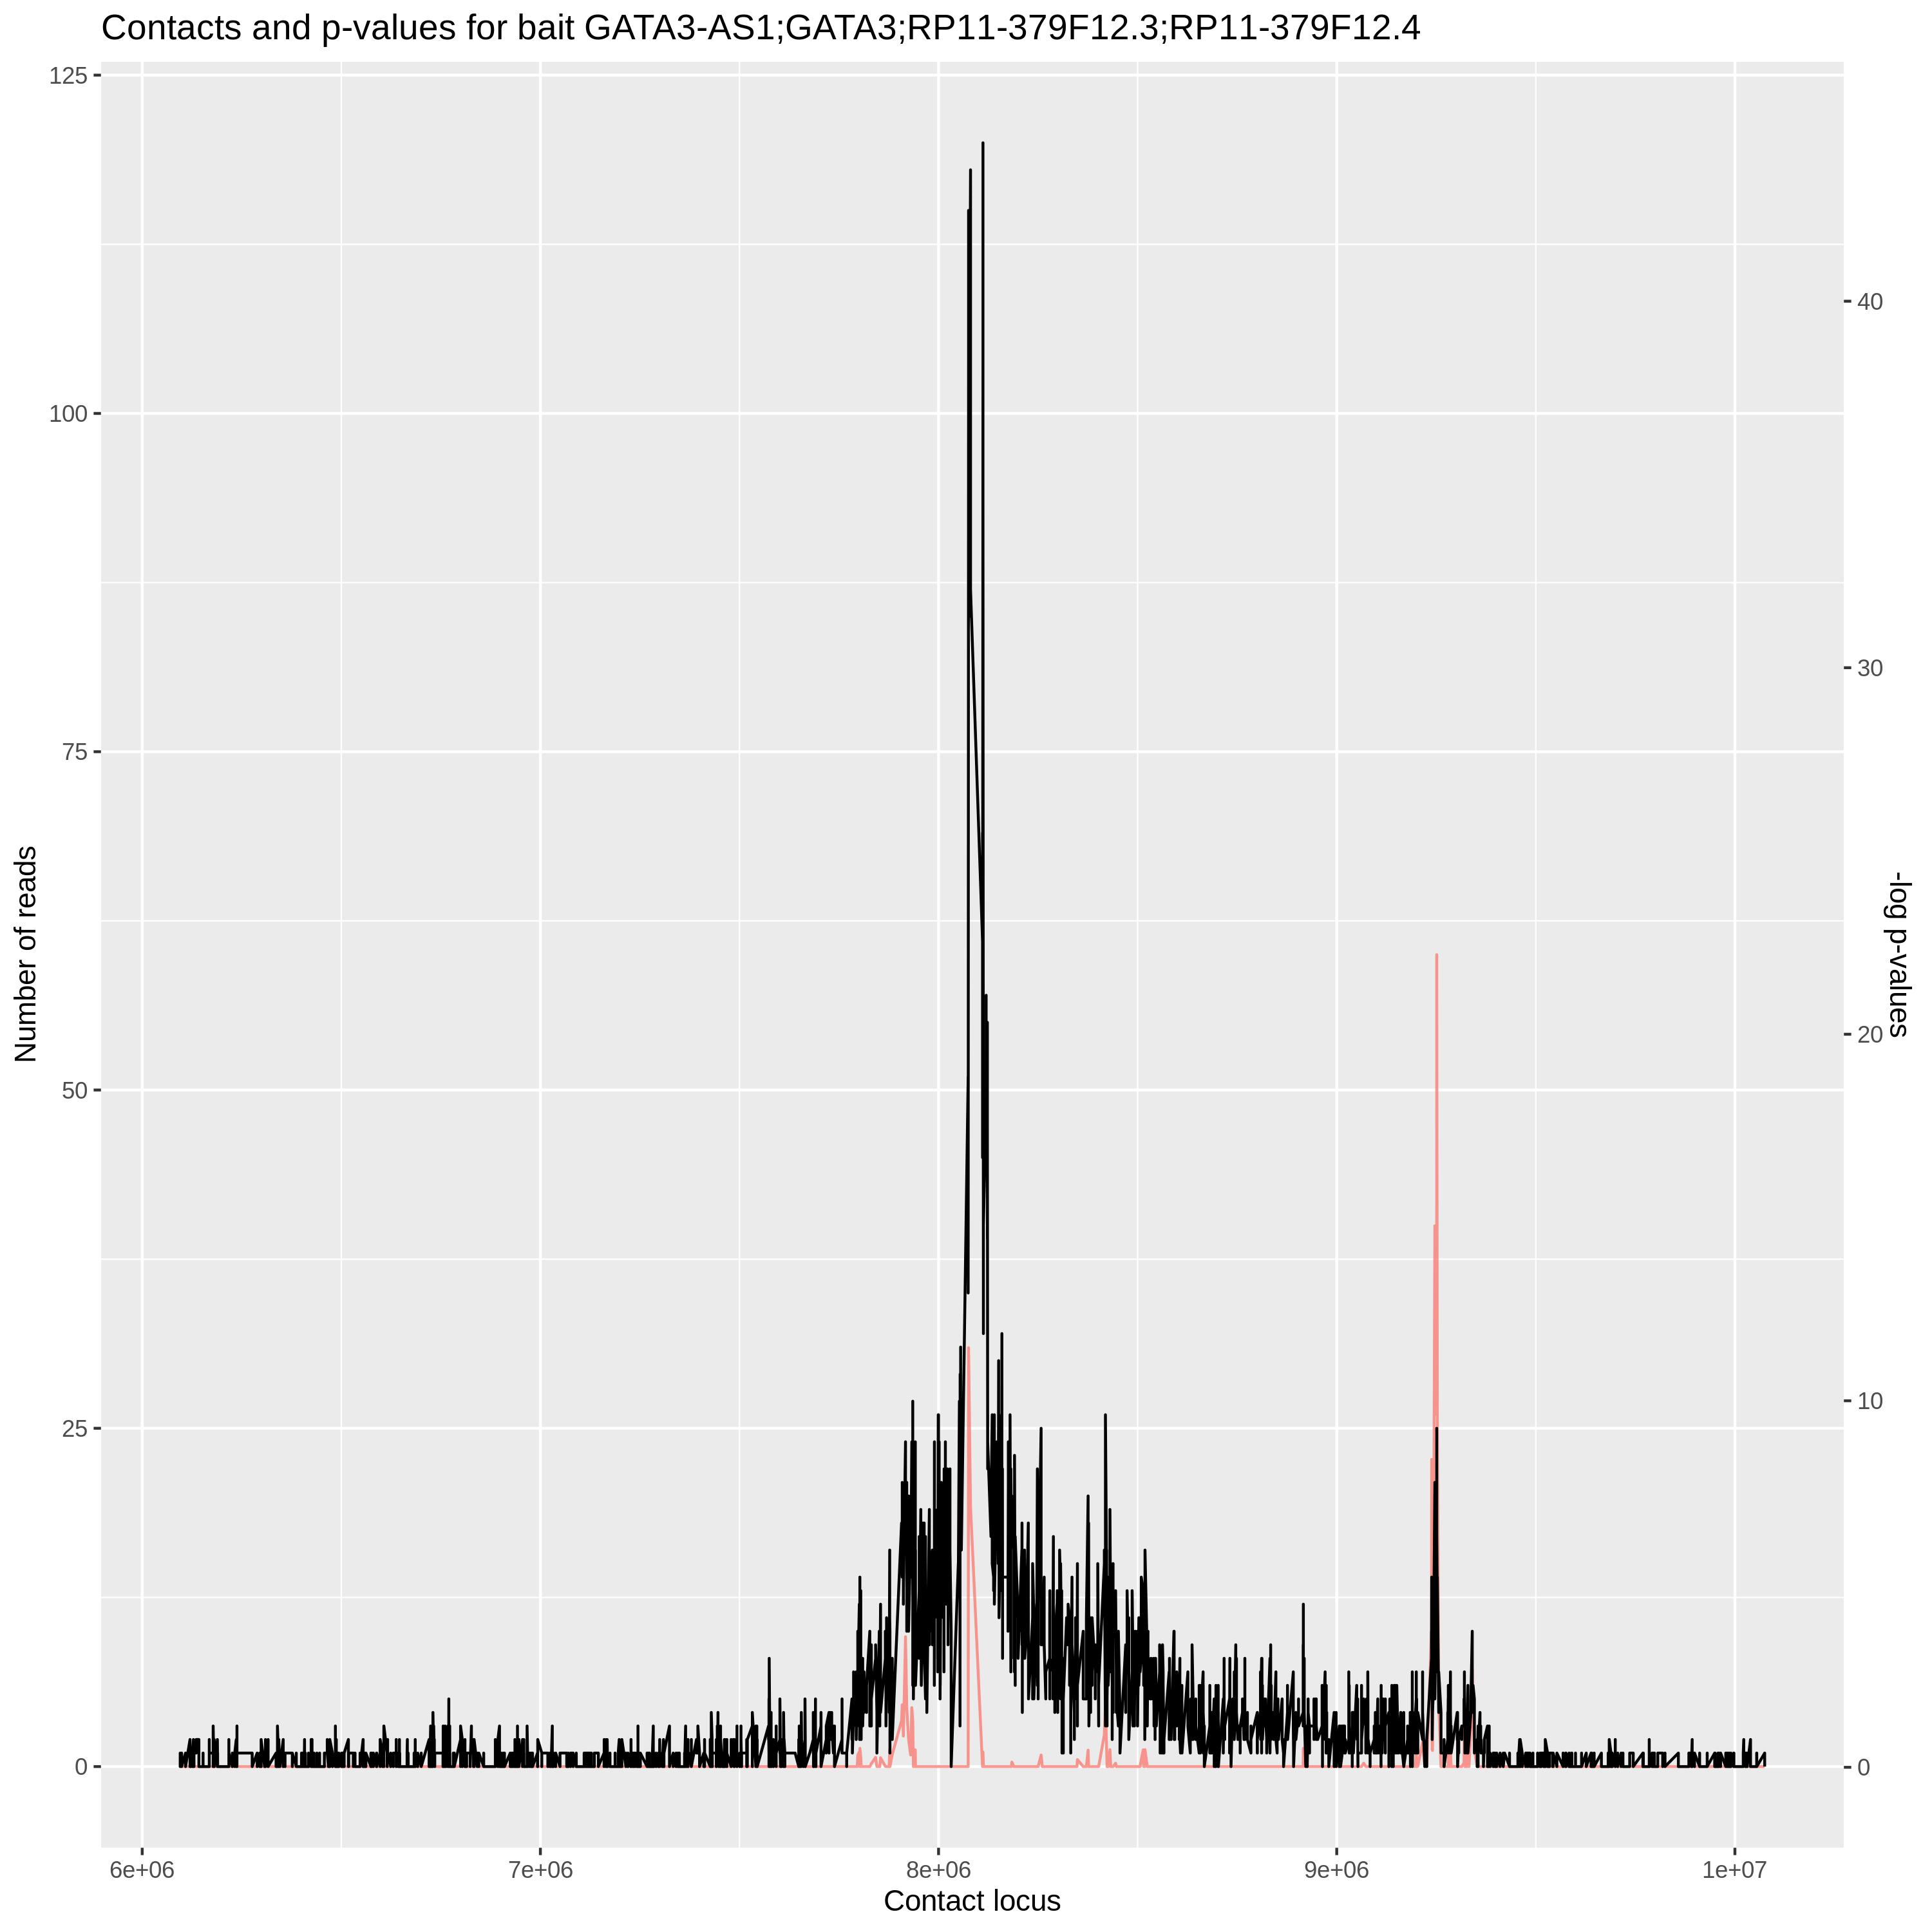 Contacts and p-values for bait GATA3-AS1;GATA3;RP11-379F12.3;RP11-379F12.4
125
100
75
50
25
0
Number of reads
40
30
20
10
0
-log p-values
6e+06
7e+06
8e+06
9e+06
1e+07
Contact locus